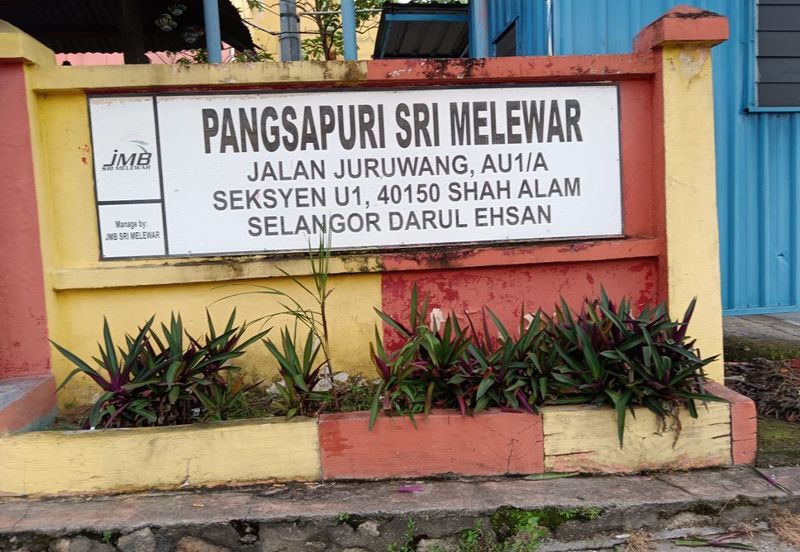 JMB
SRI MELEWAR
Manage by:
JMB SRI MELEWAR
PANGSAPURI SRI MELEWAR
JALAN JURUWANG, AU1/A
SEKSYEN U1, 40150 SHAH ALAM
SELANGOR DARUL EHSAN